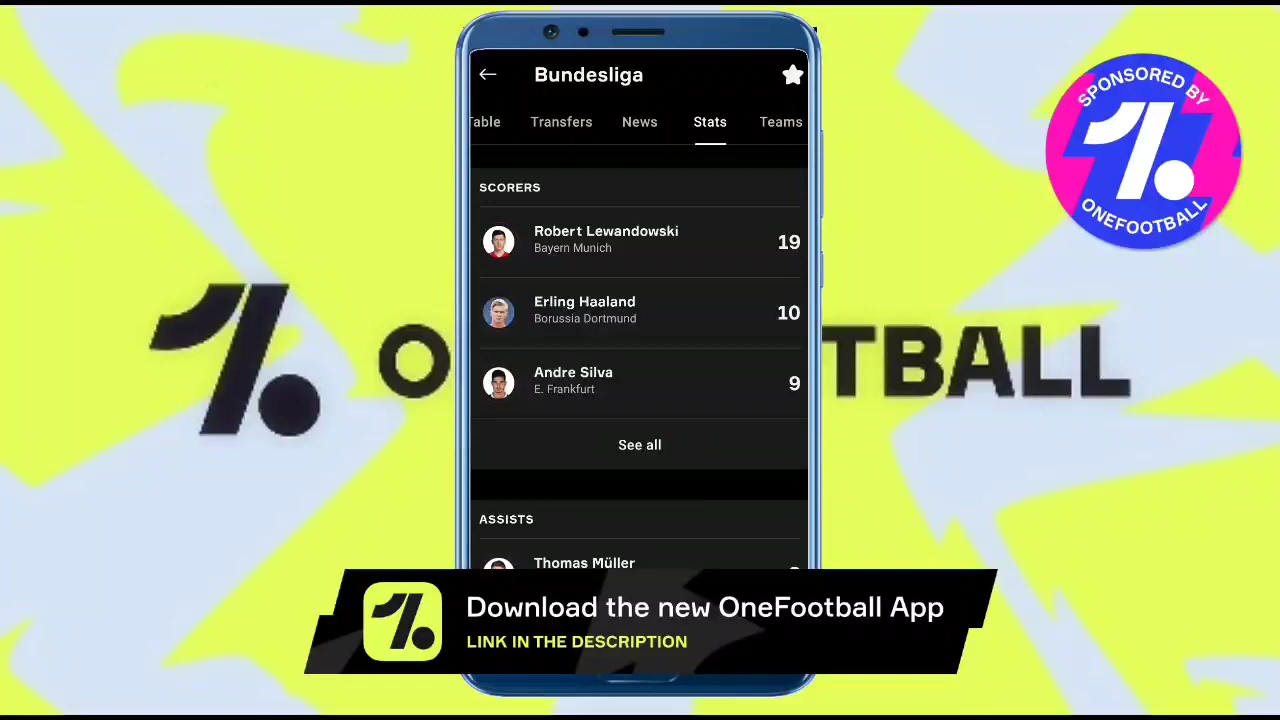 Bundesliga
Table Transfers News Stats Teams
SCORERS
Robert Lewandowski
Bayern Munich
19
Erling Haaland
Borussia Dortmund
10
Andre Silva
E. Frankfurt
9
See all
ASSISTS
Thomas Müller
SPONSORED BY
ONEFOOTBALL
O TBALL
Download the new OneFootball App
LINK IN THE DESCRIPTION